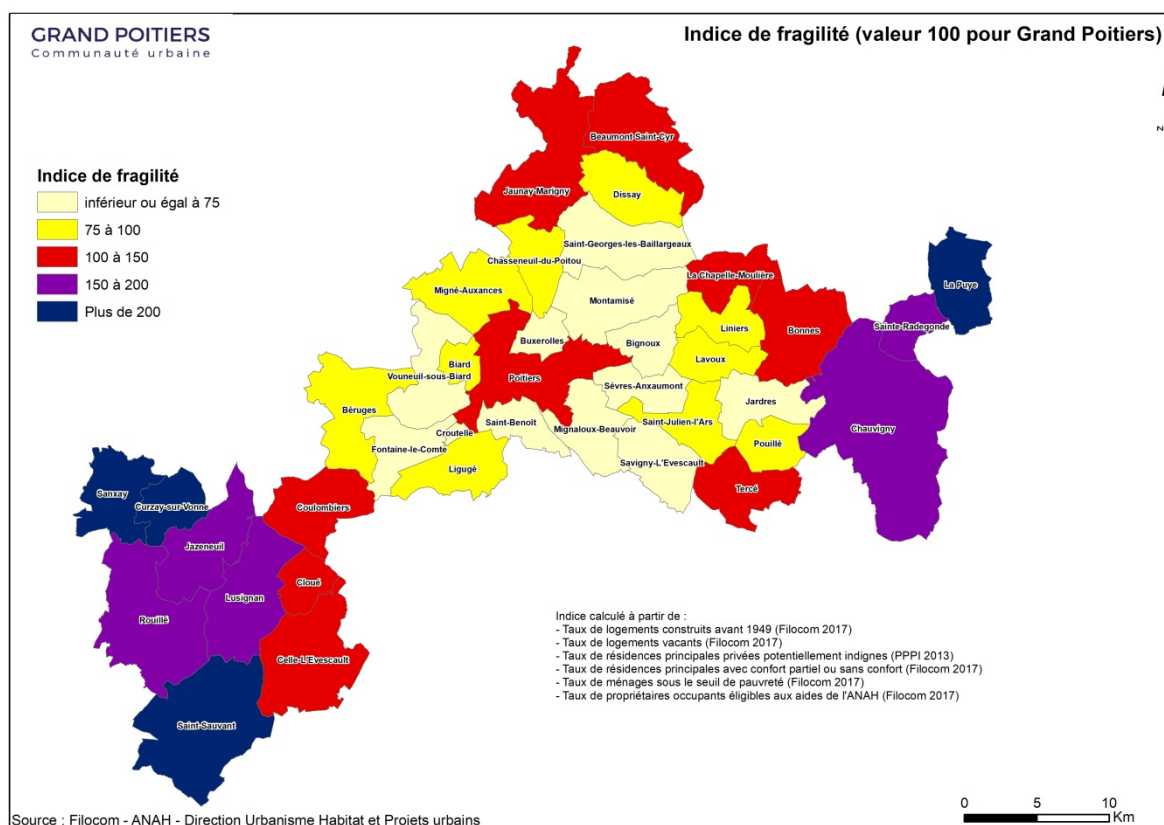 GRAND POITIERS
Communauté urbaine
Indice de fragilité (valeur 100 pour Grand Poitiers)
z
Indice de fragilité
inférieur ou égal à 75
75 à 100
100 à 150
150 à 200
Plus de 200
Beaumont Saint-Cyr
Jaunay-Marigny
Dissay
Saint-Georges-les-Baillargeaux
Chasseneuil-du-Poitou
La Chapelle-Moulière
La Puye
Migné-Auxances
Montamisé
Liniers
Bonnes
Sainte-Radegonde
Buxerolles
Bignoux
Lavoux
Biard
Vouneuil-sous-Biard
Poitiers
Sèvres-Anxaumont
Jardres
Béruges
Saint-Benoît
Mignaloux-Beauvoir
Saint-Julien-l'Ars
Chauvigny
Croutelle
Fontaine-le-Comte
Pouillé
Ligugé
Savigny-L'Evescault
Tercé
Sanxay
Curzay-sur-Vonne
Coulombiers
Jazeneuil
Cloué
Lusignan
Rouillé
Celle-L'Evescault
Saint-Sauvant
Indice calculé à partir de :
- Taux de logements construits avant 1949 (Filocom 2017)
- Taux de logements vacants (Filocom 2017)
- Taux de résidences principales privées potentiellement indignes (PPPI 2013)
- Taux de résidences principales avec confort partiel ou sans confort (Filocom 2017)
- Taux de ménages sous le seuil de pauvreté (Filocom 2017)
- Taux de propriétaires occupants éligibles aux aides de l'ANAH (Filocom 2017)
0 5 10
Km
Source : Filocom - ANAH - Direction Urbanisme Habitat et Projets urbains